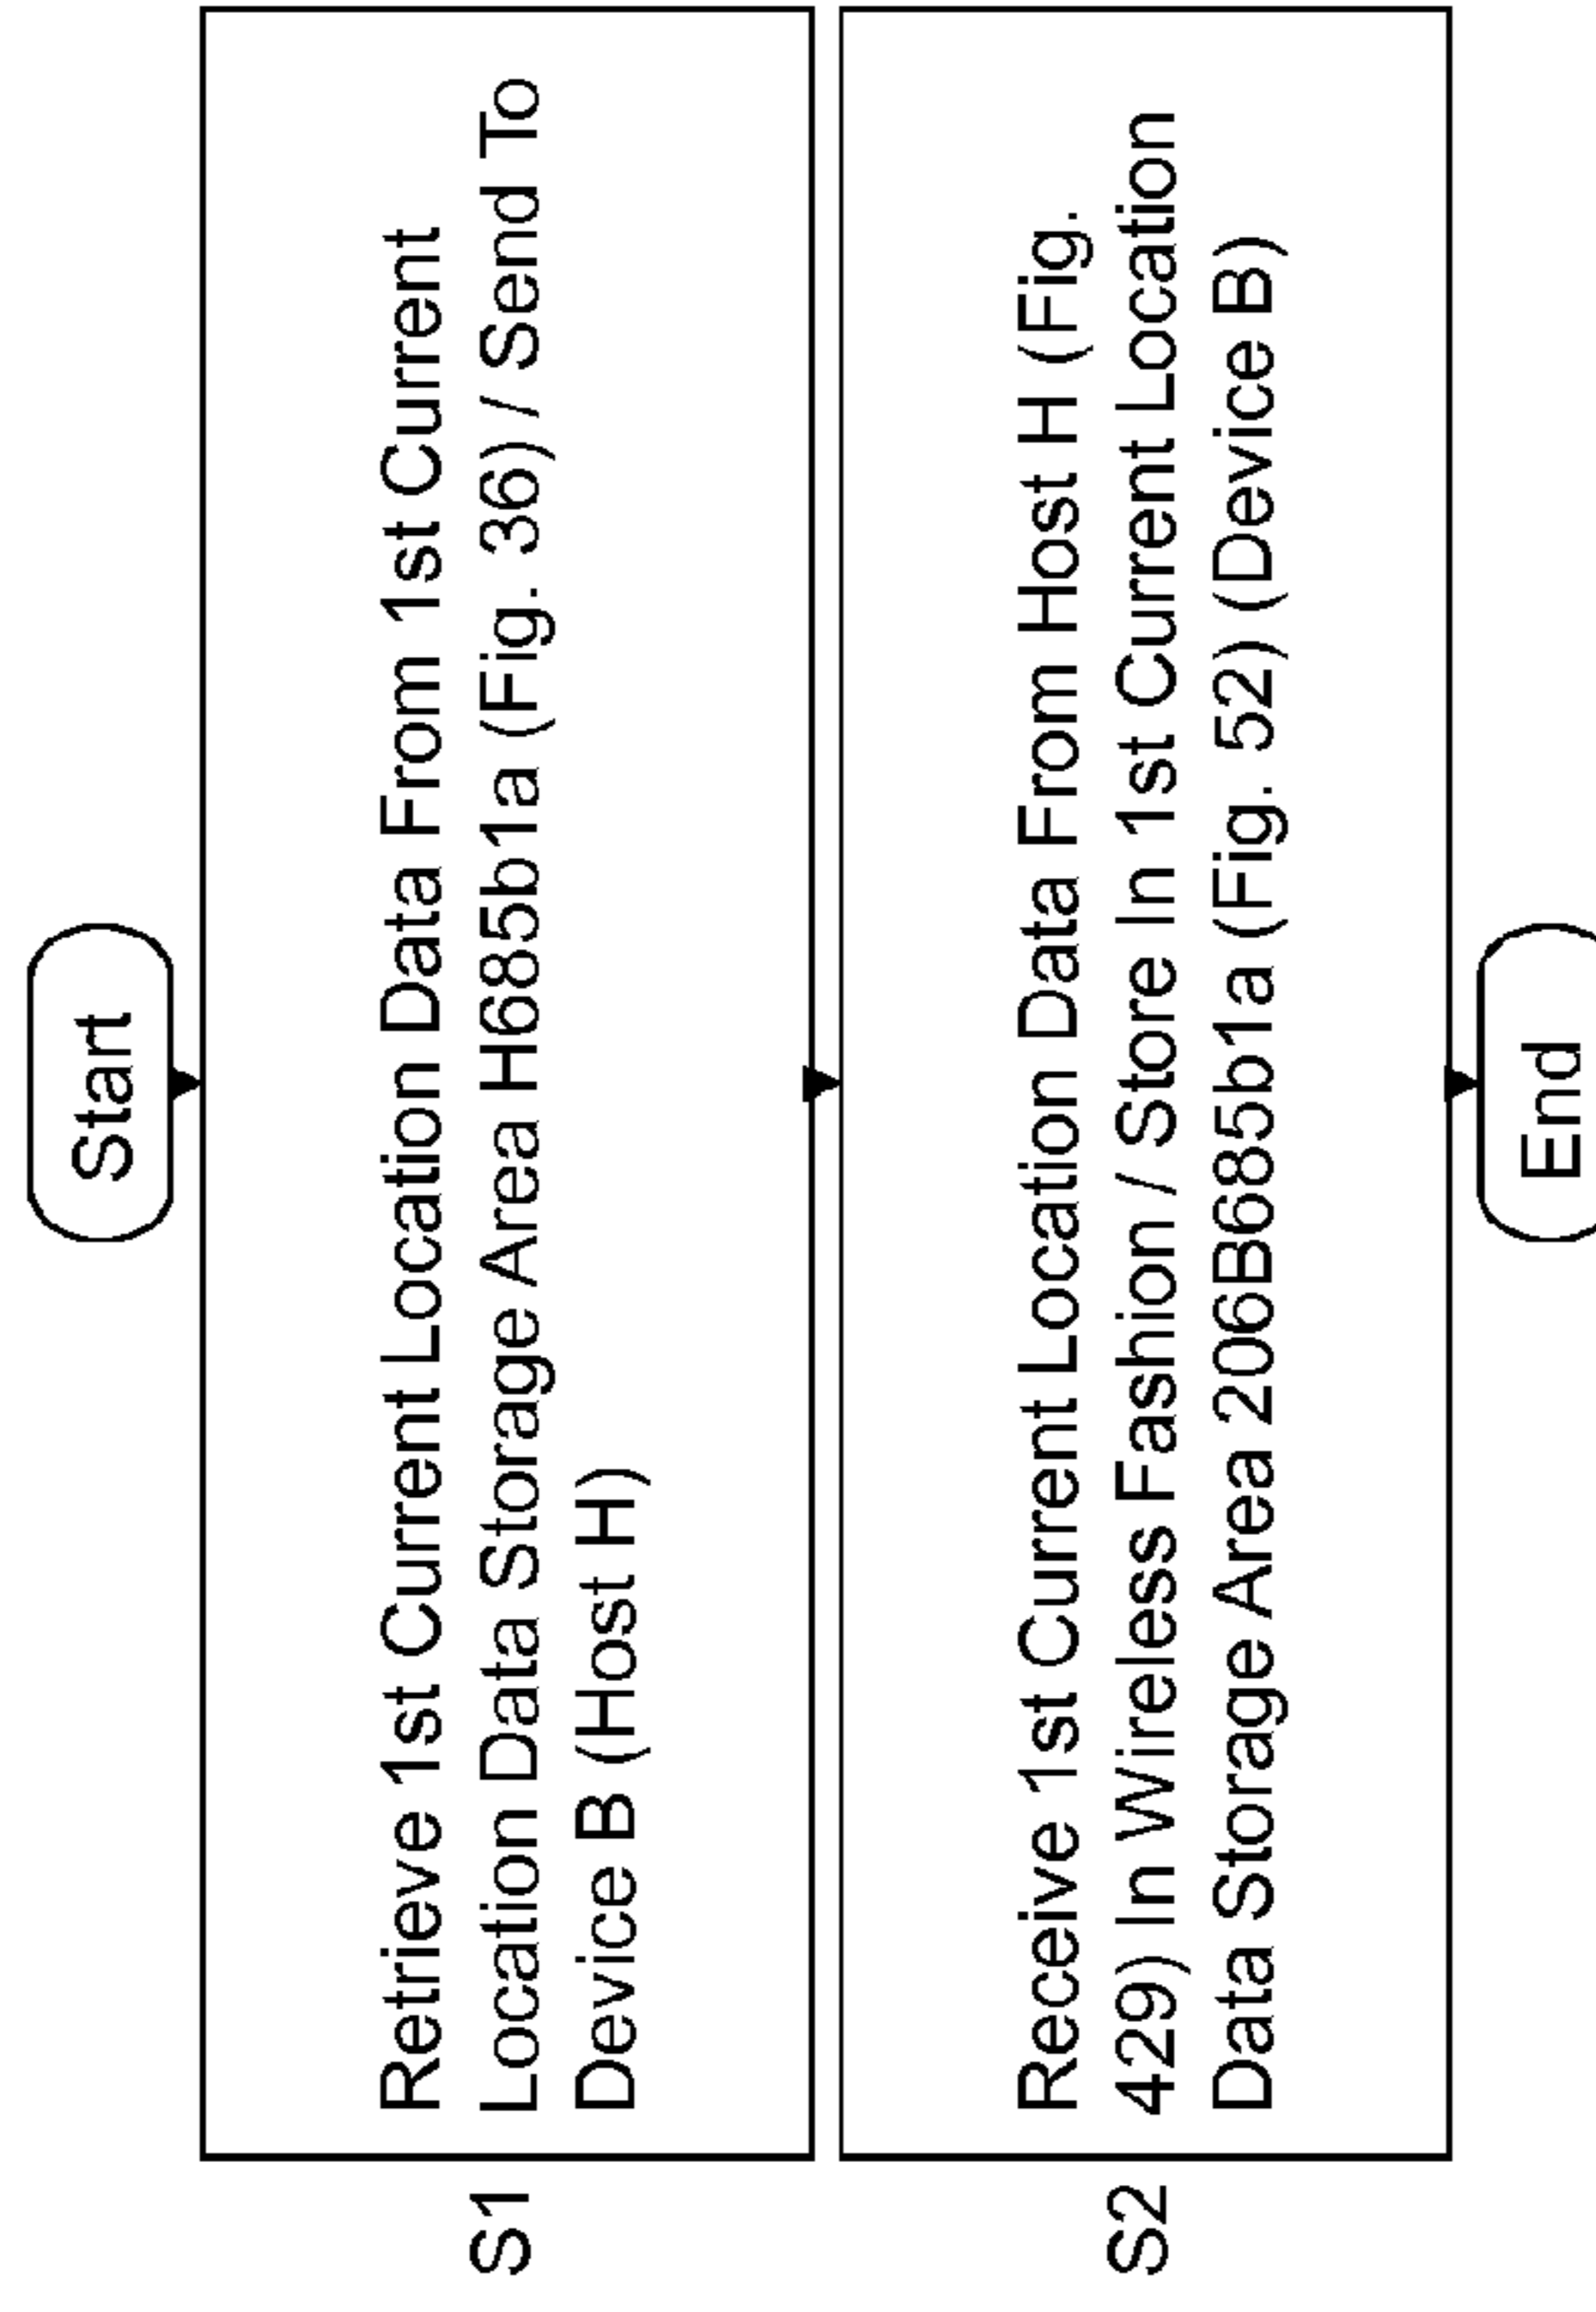 Start
S1
Retrieve 1st Current Location Data From 1st Current
Location Data Storage Area H685b1a (Fig. 36) / Send To
Device B (Host H)
S2
Receive 1st Current Location Data From Host H (Fig.
429) In Wireless Fashion / Store In 1st Current Location
Data Storage Area 206B685b1a (Fig. 52) (Device B)
End